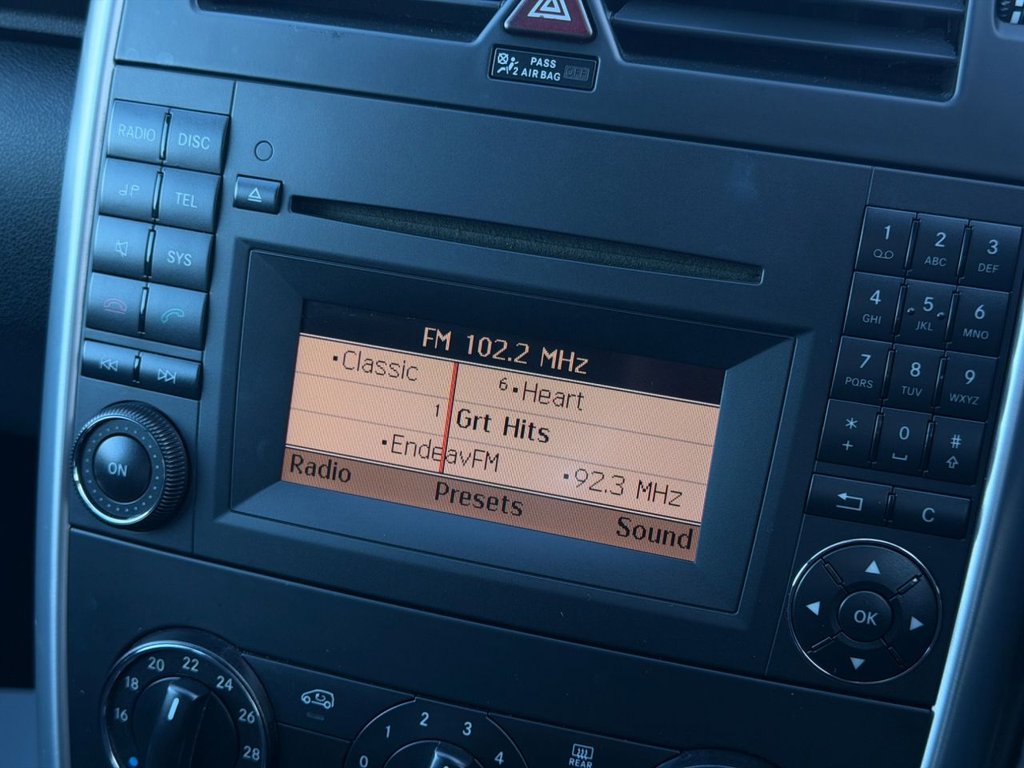 PASS
2 AIR BAG OFF
RADIO DISC
TEL
SYS
ON
FM 102.2 MHz
Classic
6 Heart
1 Grt Hits
EndeavFM
92.3 MHz
Radio Presets Sound
1 2 ABC 3 DEF
4 GHI 5 JKL 6 MNO
7 PQRS 8 TUV 9 WXYZ
* + 0 #
C
OK
16 18 20 22 24 26 28
0 1 2 3 4
REAR